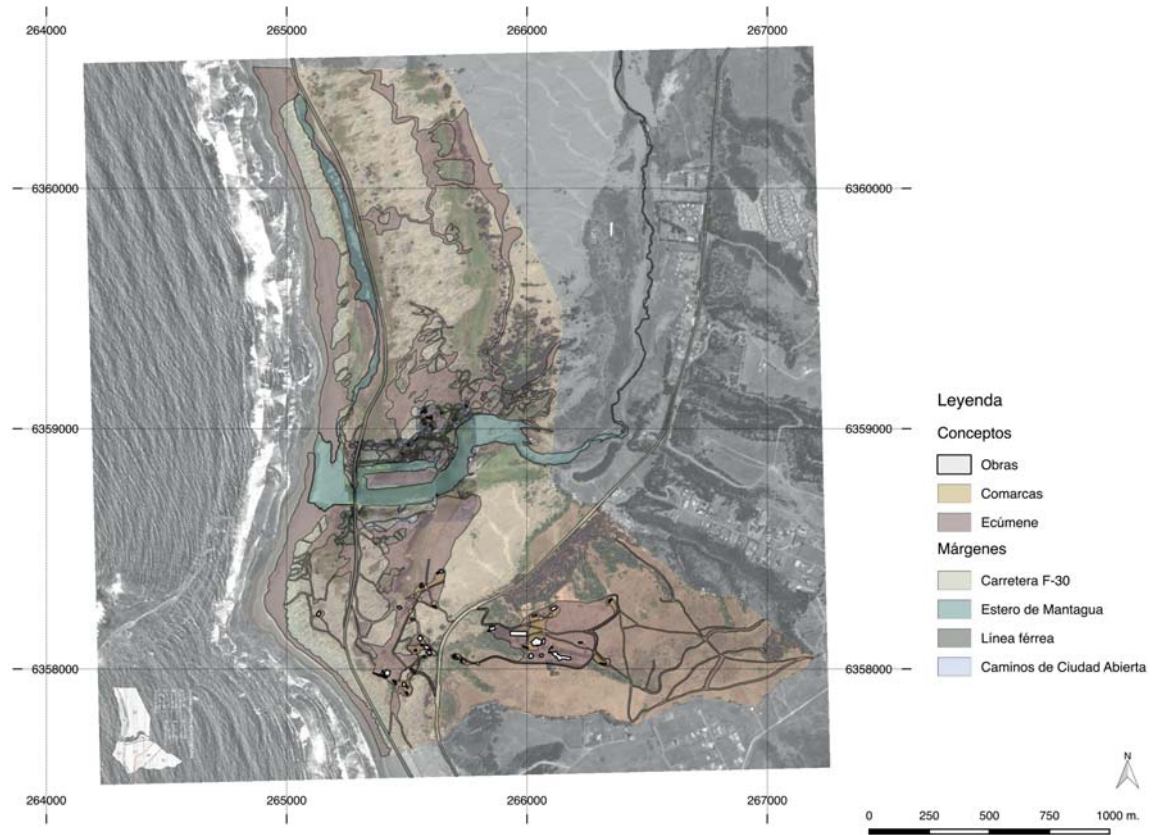 264000 265000 266000 267000
6360000 6360000
6359000 6359000
6358000 6358000
264000 265000 266000 267000
Leyenda
Conceptos
Obras
Comarcas
Ecúmene
Márgenes
Carretera F-30
Estero de Mantagua
Línea férrea
Caminos de Ciudad Abierta
N
0 250 500 750 1000 m.